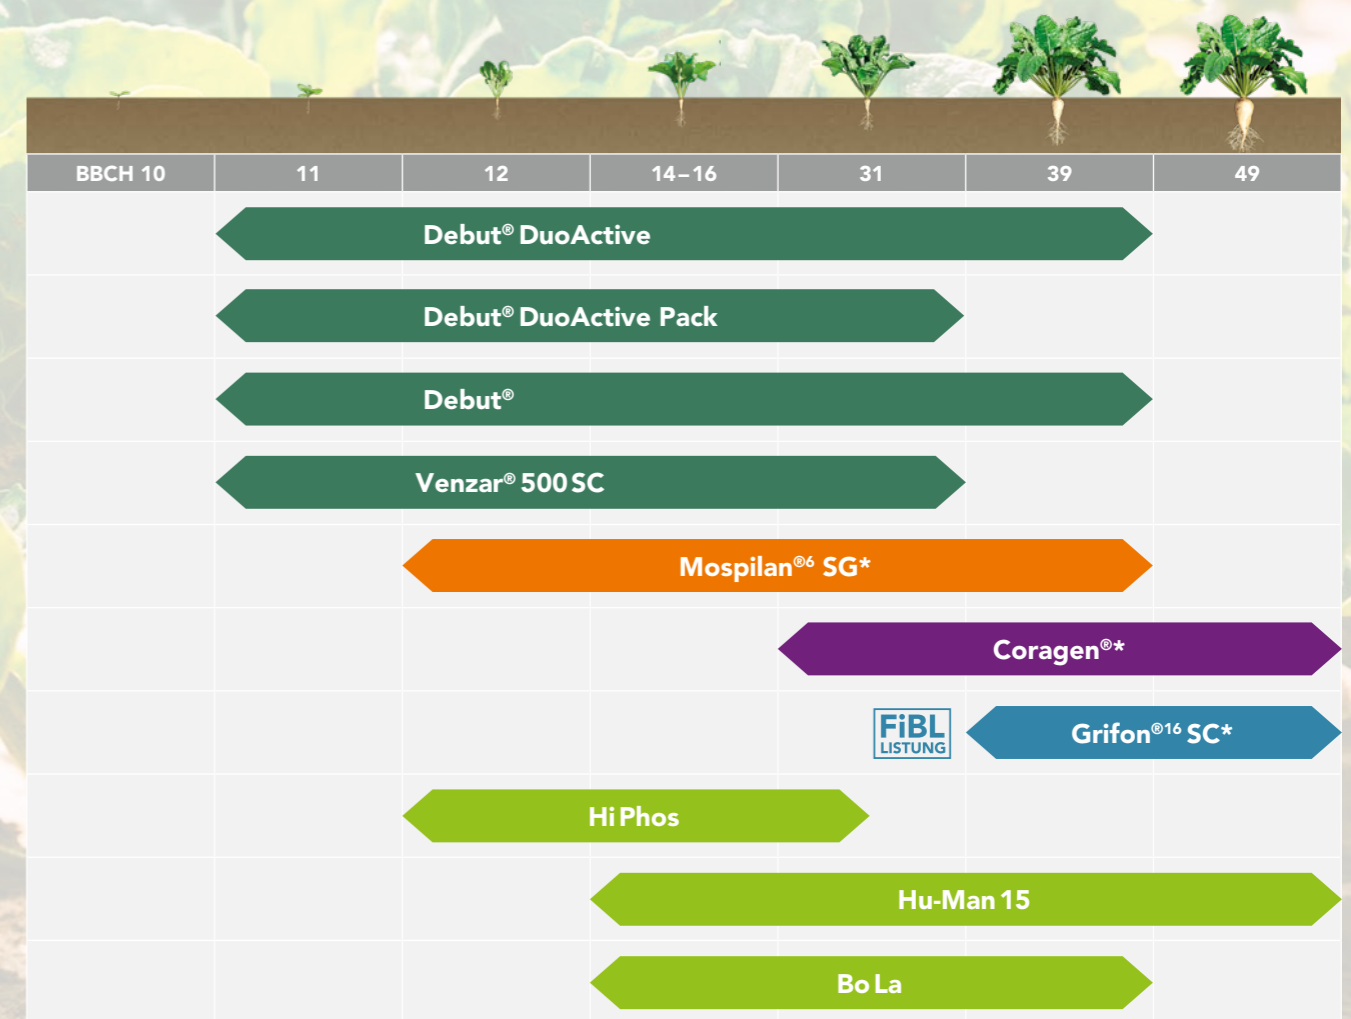 BBCH 10 11 12 14–16 31 39 49
Debut® DuoActive
Debut® DuoActive Pack
Debut®
Venzar® 500 SC
Mospilan®⁶ SG*
Coragen®*
FiBL
LISTUNG
Grifon®¹⁶ SC*
Hi Phos
Hu-Man 15
Bo La